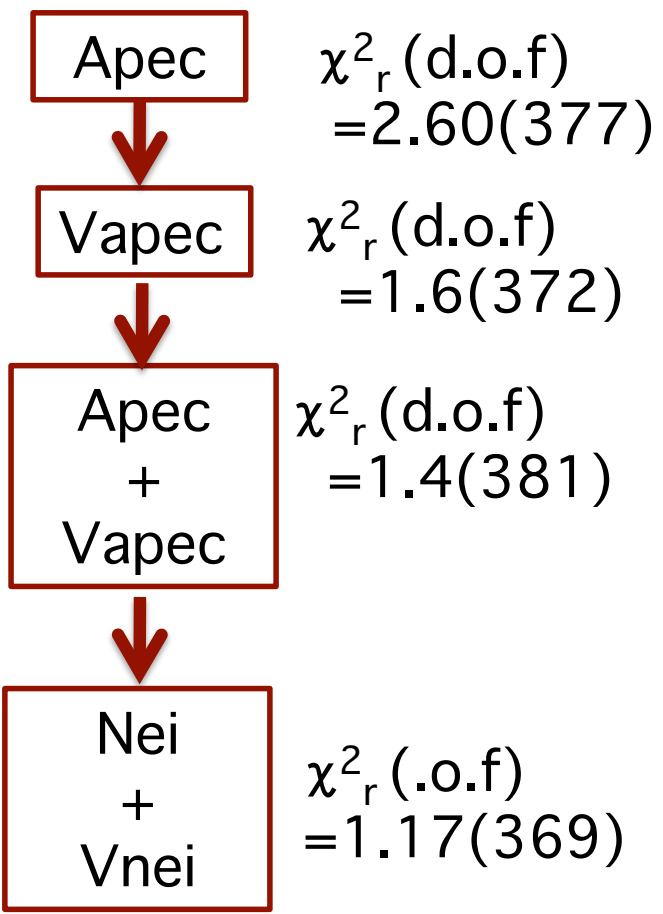 Apec
χ²ᵣ(d.o.f)
=2.60(377)
Vapec
χ²ᵣ(d.o.f)
=1.6(372)
Apec
+
Vapec
χ²ᵣ(d.o.f)
=1.4(381)
Nei
+
Vnei
χ²ᵣ(.o.f)
=1.17(369)